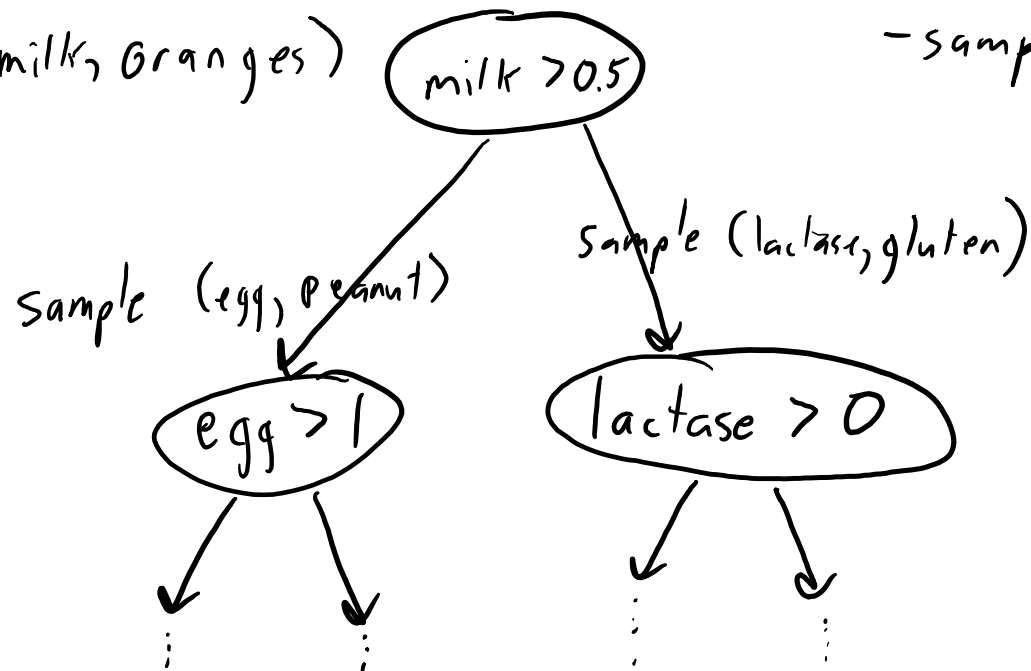 milk, oranges)
milk >0.5
- samp
sample (lactase, gluten)
sample (egg, peanut)
egg > 1
lactase > 0